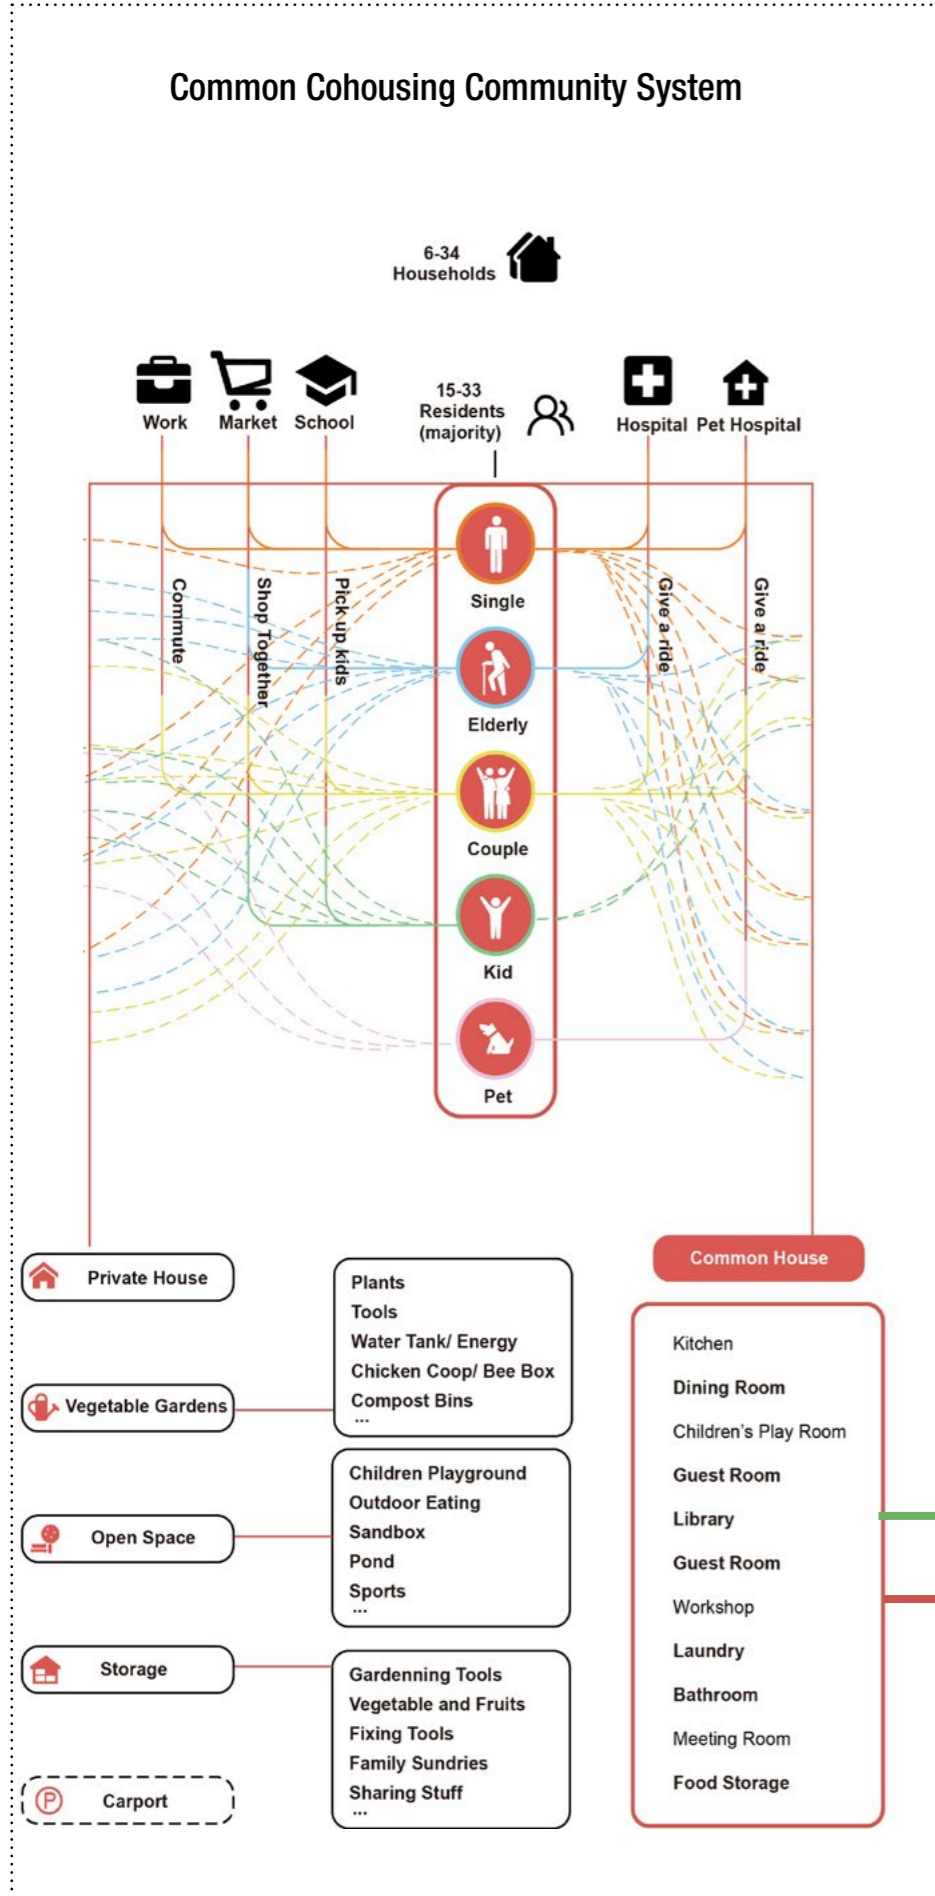 Common Cohousing Community System
6-34
Households
Work
Market
School
15-33
Residents
(majority)
Hospital
Pet Hospital
Commute
Shop Together
Pick up kids
Give a ride
Give a ride
Single
Elderly
Couple
Kid
Pet
Private House
Vegetable Gardens
Open Space
Storage
P
Carport
Plants
Tools
Water Tank/ Energy
Chicken Coop/ Bee Box
Compost Bins
...
Children Playground
Outdoor Eating
Sandbox
Pond
Sports
...
Gardenning Tools
Vegetable and Fruits
Fixing Tools
Family Sundries
Sharing Stuff
...
Common House
Kitchen
Dining Room
Children's Play Room
Guest Room
Library
Guest Room
Workshop
Laundry
Bathroom
Meeting Room
Food Storage